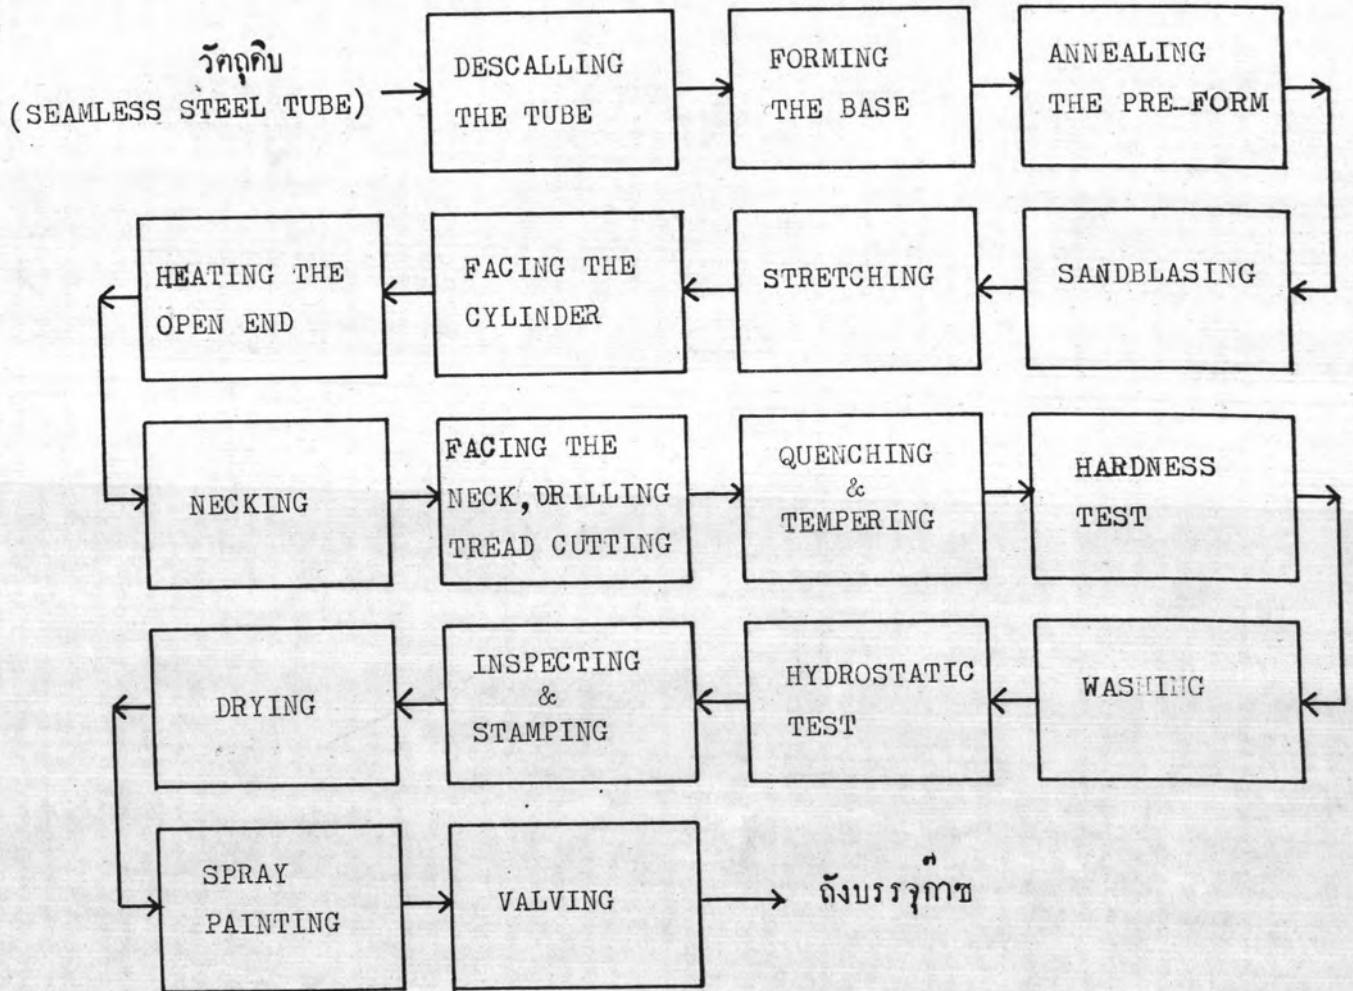 วัตถุดิบ
(SEAMLESS STEEL TUBE)
DESCALLING
THE TUBE
FORMING
THE BASE
ANNEALING
THE PRE-FORM
SANDBLASING
STRETCHING
FACING THE
CYLINDER
HEATING THE
OPEN END
NECKING
FACING THE
NECK,DRILLING
TREAD CUTTING
QUENCHING
&
TEMPERING
HARDNESS
TEST
WASHING
HYDROSTATIC
TEST
INSPECTING
&
STAMPING
DRYING
SPRAY
PAINTING
VALVING
ถังบรรจุก๊าซ